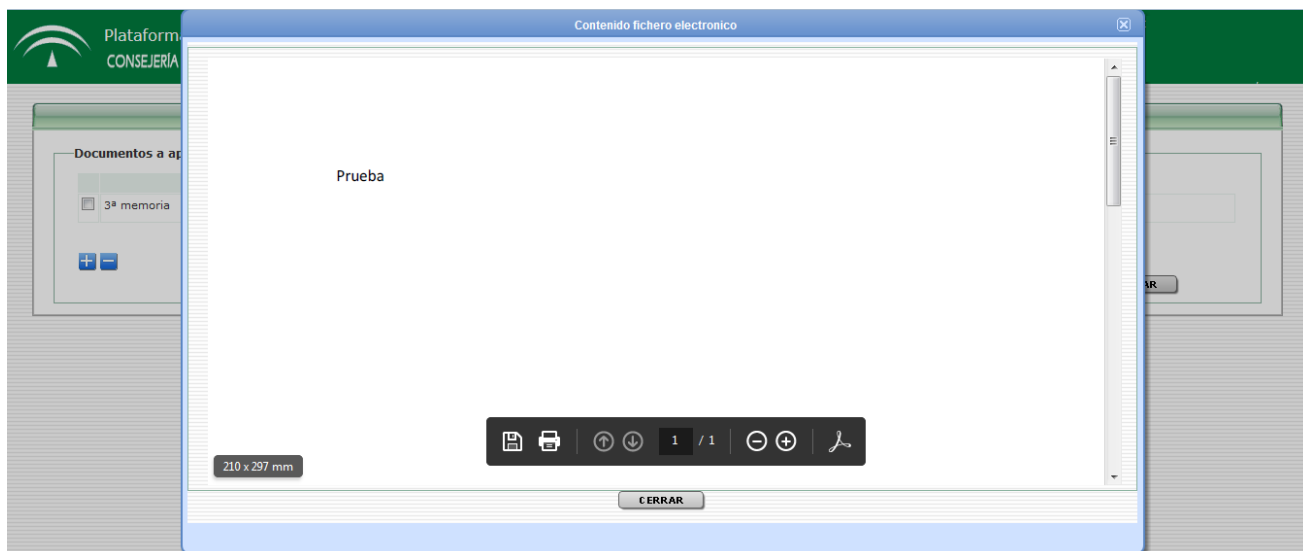 Contenido fichero electronico
Plataform
CONSEJERÍA
Documentos a ap
Prueba
3ª memoria
AR
1 / 1
210 x 297 mm
CERRAR